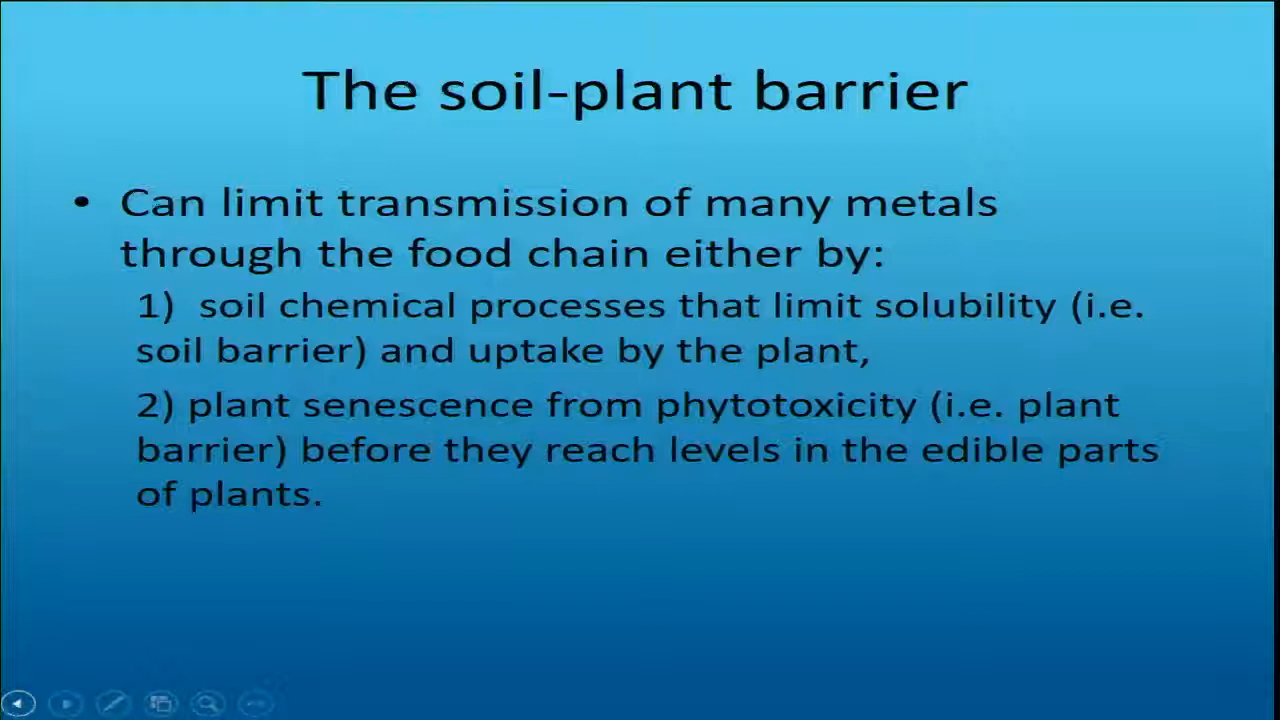 The soil-plant barrier
• Can limit transmission of many metals
through the food chain either by:
1) soil chemical processes that limit solubility (i.e.
soil barrier) and uptake by the plant,
2) plant senescence from phytotoxicity (i.e. plant
barrier) before they reach levels in the edible parts
of plants.